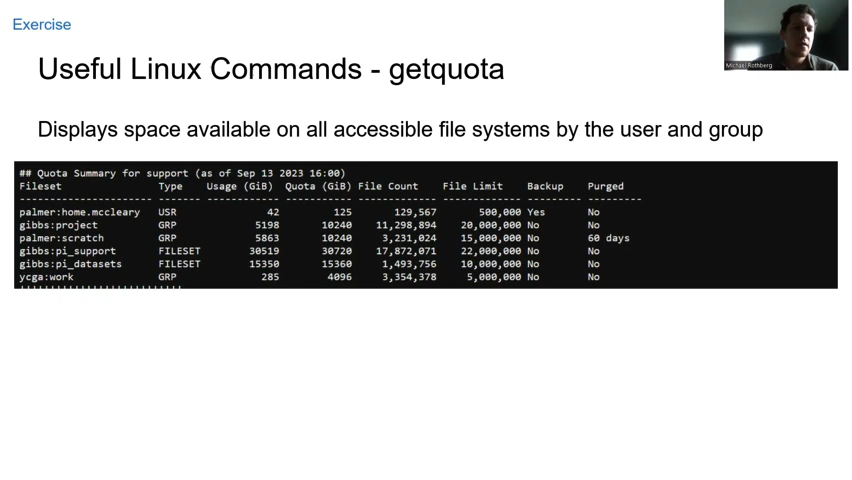 Exercise
Useful Linux Commands - getquota
Michael Rothberg
Displays space available on all accessible file systems by the user and group
## Quota Summary for support (as of Sep 13 2023 16:00)
Fileset Type Usage (GiB) Quota (GiB) File Count File Limit Backup Purged
---------------------- ------- ------------ ----------- ------------- ------------- --------- ---------
palmer:home.mccleary USR 42 125 129,567 500,000 Yes No
gibbs:project GRP 5198 10240 11,298,894 20,000,000 No No
palmer:scratch GRP 5863 10240 3,231,024 15,000,000 No 60 days
gibbs:pi_support FILESET 30519 30720 17,872,071 22,000,000 No No
gibbs:pi_datasets FILESET 15350 15360 1,493,756 10,000,000 No No
ycga:work GRP 285 4096 3,354,378 5,000,000 No No